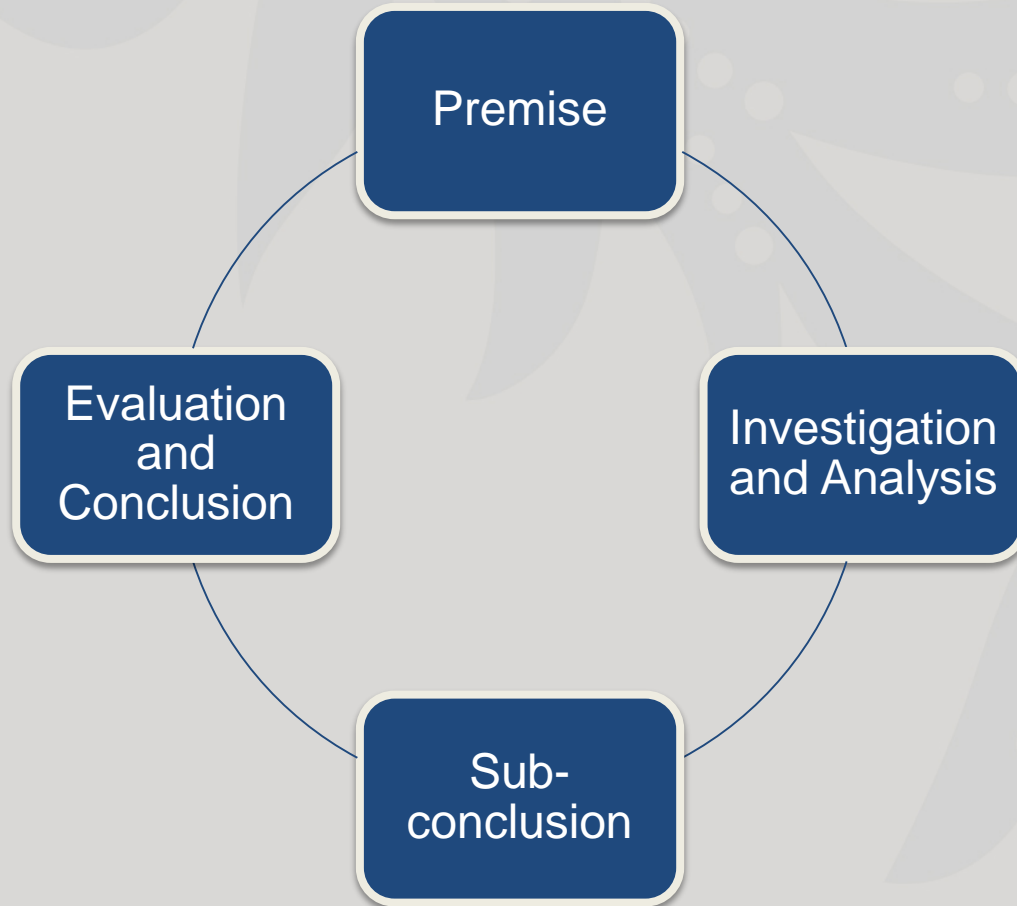 Premise
Investigation
and Analysis
Sub-
conclusion
Evaluation
and
Conclusion